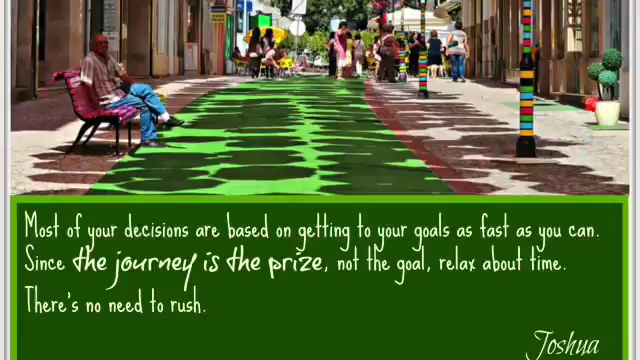 Most of your decisions are based on getting to your goals as fast as you can.
Since the journey is the prize, not the goal, relax about time.
There's no need to rush.
Joshua